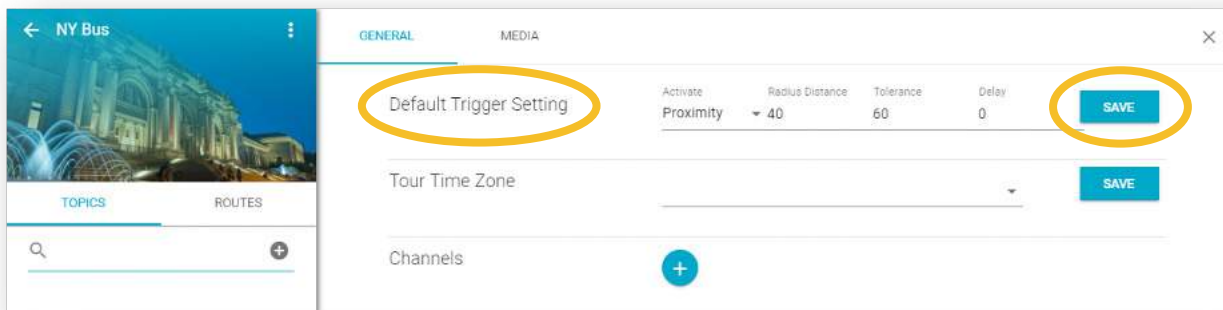 NY Bus
GENERAL MEDIA
Default Trigger Setting
Activate Radius Distance Tolerance Delay
Proximity 40 60 0
SAVE
Tour Time Zone
SAVE
TOPICS ROUTES
Channels